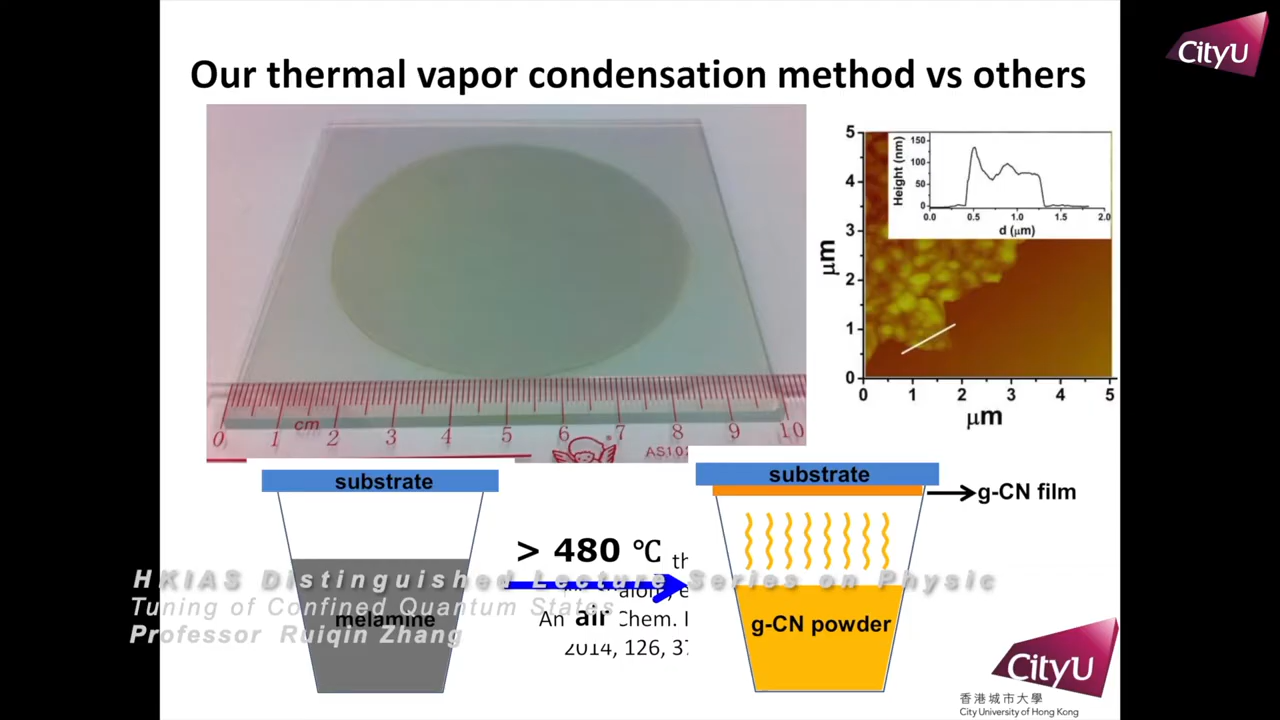 CityU
Our thermal vapor condensation method vs others
cm
0 1 2 3 4 5 6 7 8 9 10
5
4
3
2
1
0
μm
0 1 2 3 4 5
μm
Height (nm)
150
100
50
0
0.0 0.5 1.0 1.5 2.0
d (μm)
substrate
melamine
> 480 ℃
air
Chem.
2014, 126,
substrate
g-CN film
g-CN powder
HKIAS Distinguished Lecture Series on Physic
Tuning of Confined Quantum States
Professor Ruiqin Zhang
CityU
香港城市大學
City University of Hong Kong